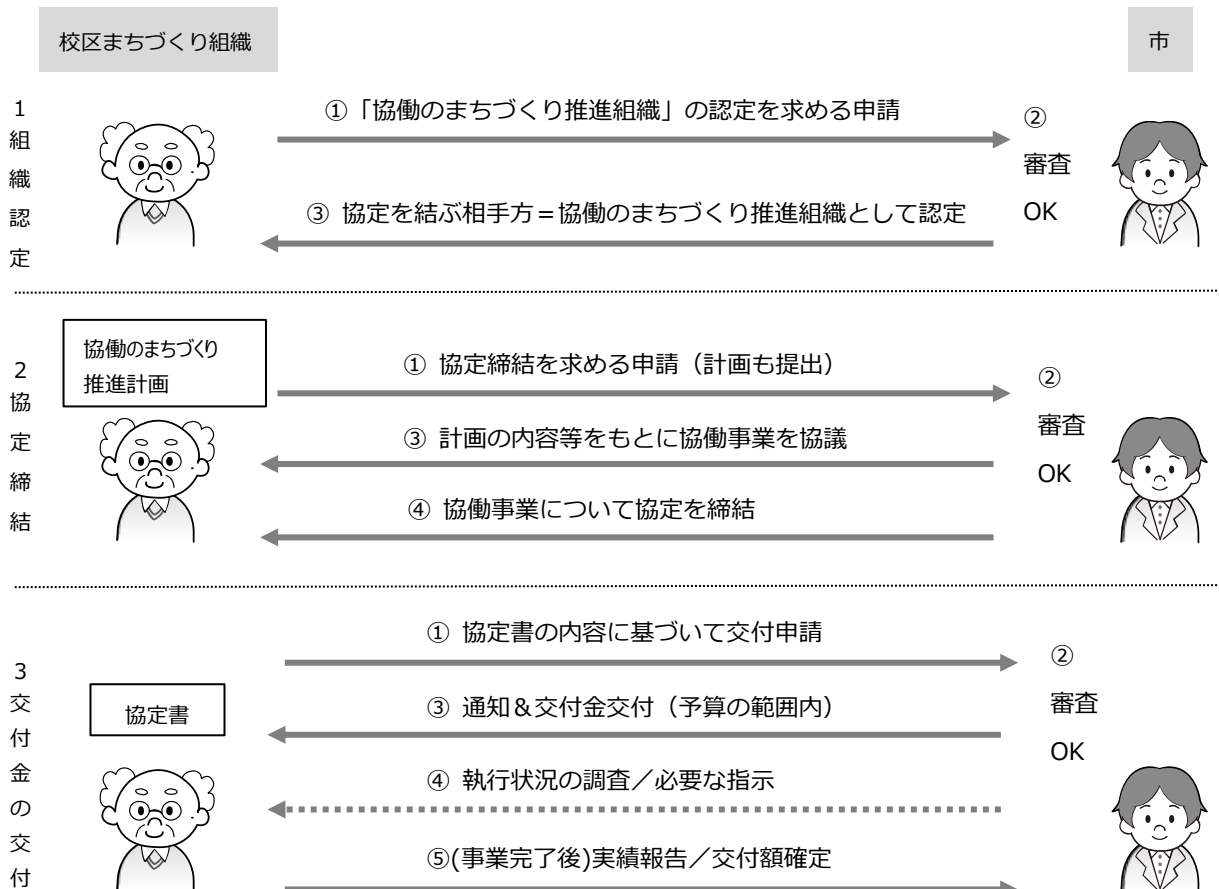 校区まちづくり組織
市
1
組織認定
①「協働のまちづくり推進組織」の認定を求める申請
②
審査
OK
③ 協定を結ぶ相手方＝協働のまちづくり推進組織として認定
2
協定締結
協働のまちづくり
推進計画
① 協定締結を求める申請（計画も提出）
②
審査
OK
③ 計画の内容等をもとに協働事業を協議
④ 協働事業について協定を締結
3
交付金の交付
協定書
① 協定書の内容に基づいて交付申請
②
審査
OK
③ 通知＆交付金交付（予算の範囲内）
④ 執行状況の調査／必要な指示
⑤(事業完了後)実績報告／交付額確定